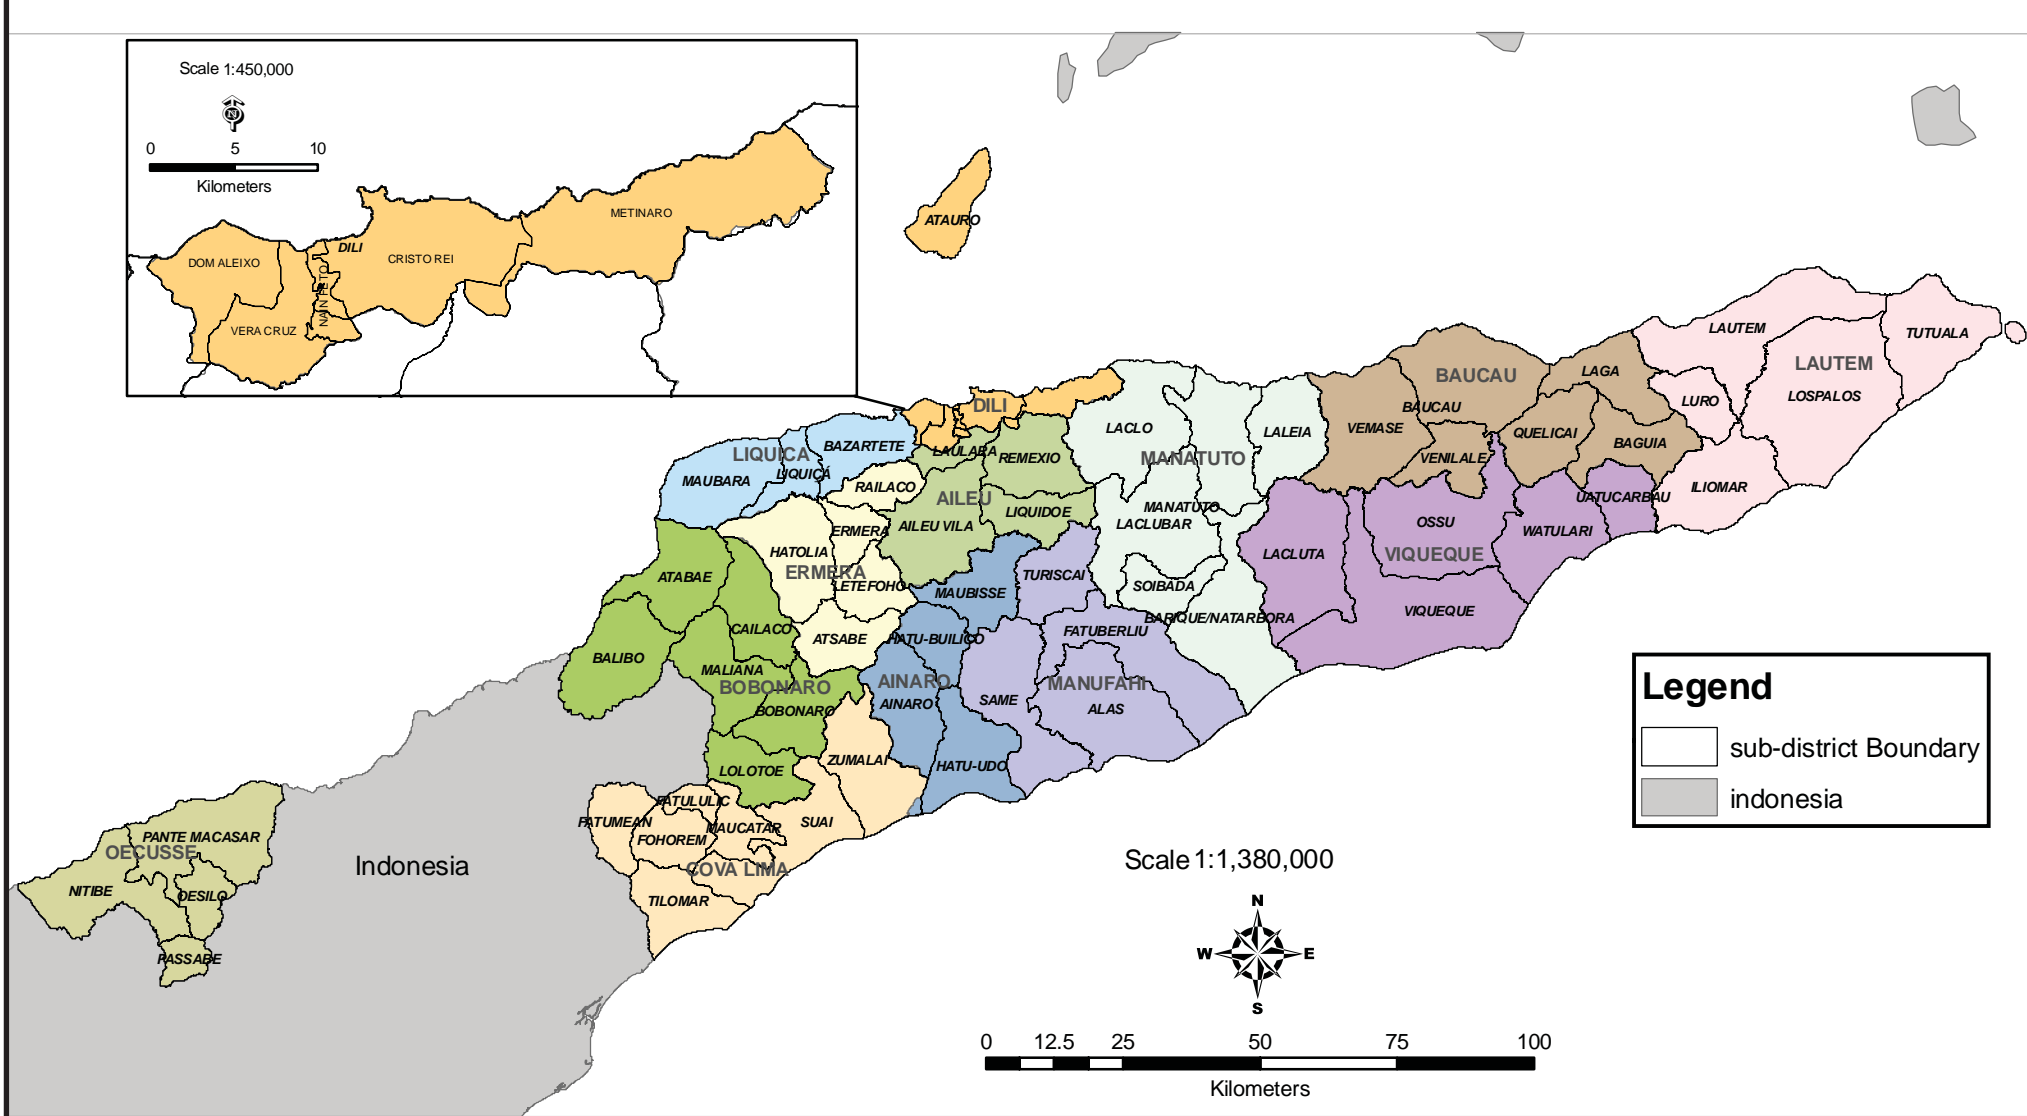 Scale 1:450,000
N
0 5 10
Kilometers
METINARO
DILI
CRISTO REI
DOM ALEIXO
NAIN FETO
VERA CRUZ
ATAURO
LAUTEM
TUTUALA
LAUTEM
LOSPALOS
LURO
ILIOMAR
BAUCAU
LAGA
BAUCAU
VEMASE
QUELICAI
BAGUIA
VENILALE
UATUCARBAU
OSSU
WATULARI
VIQUEQUE
LACLUTA
VIQUEQUE
DILI
LACLO
LALEIA
MANATUTO
MANATUTO
LACLUBAR
SOIBADA
BARIQUE/NATARBORA
BAZARTETE
LIQUICA
LIQUIÇÁ
MAUBARA
LAULARA
REMEXIO
AILEU
LIQUIDOE
AILEU VILA
RAILACO
ERMERA
HATOLIA
ERMERA
LETEFOHO
ATSABE
TURISCAI
MAUBISSE
HATU-BUILICO
AINARO
AINARO
HATU-UDO
FATUBERLIU
MANUFAHI
SAME
ALAS
ATABAE
CAILACO
BALIBO
MALIANA
BOBONARO
BOBONARO
LOLOTOE
ZUMALAI
FATULULIC
FATUMEAN
MAUCATAR
SUAI
FOHOREM
COVA LIMA
TILOMAR
PANTE MACASAR
OECUSSE
NITIBE
OESILO
PASSABE
Indonesia
Legend
sub-district Boundary
indonesia
Scale 1:1,380,000
N
W E
S
0 12.5 25 50 75 100
Kilometers